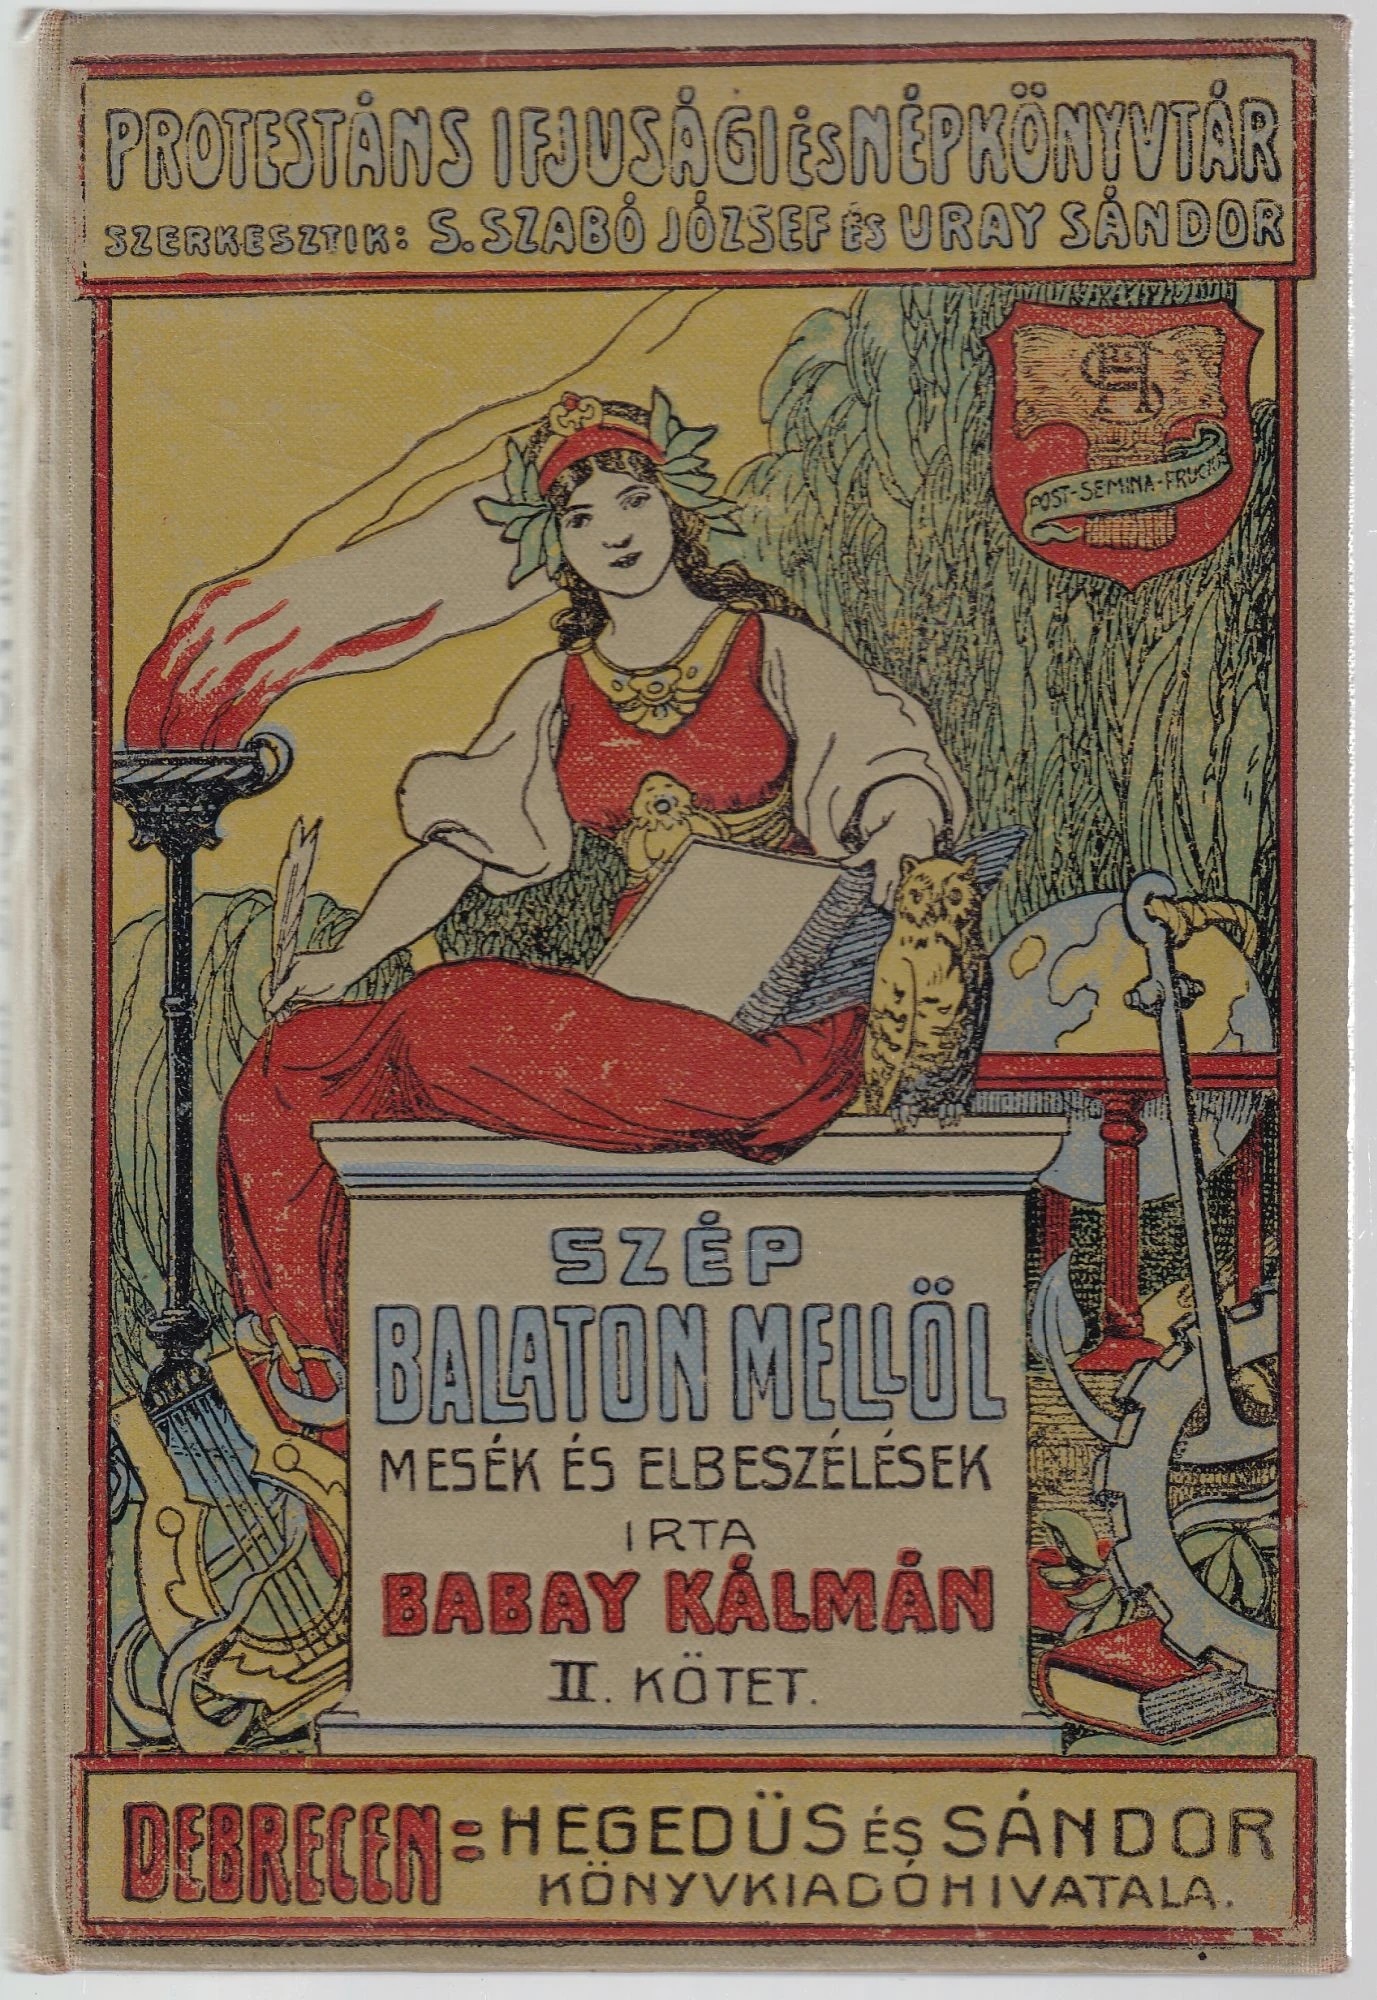 PROTESTÁNS IFJUSÁGI ÉS NÉPKÖNYVTÁR
SZERKESZTIK: S. SZABÓ JÓZSEF ÉS URAY SÁNDOR
POST-SEMINA-FRUCTUS
SZÉP
BALATON MELLÖL
MESÉK ÉS ELBESZÉLÉSEK
IRTA
BABAY KÁLMÁN
II. KÖTET.
DEBRECEN: HEGEDÜS ÉS SÁNDOR
KÖNYVKIADÓHIVATALA.